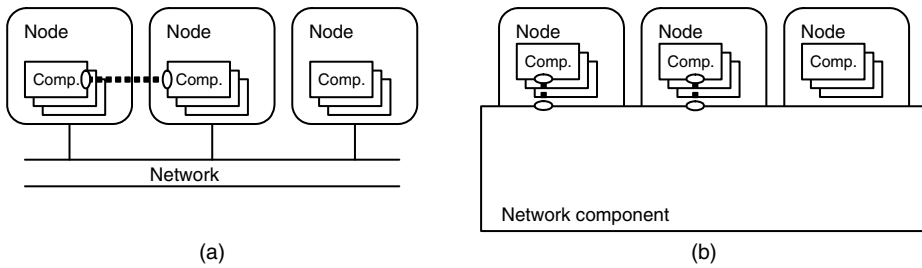 Node Node Node
Comp. Comp. Comp.
Network
(a)
Node Node Node
Comp. Comp. Comp.
Network component
(b)